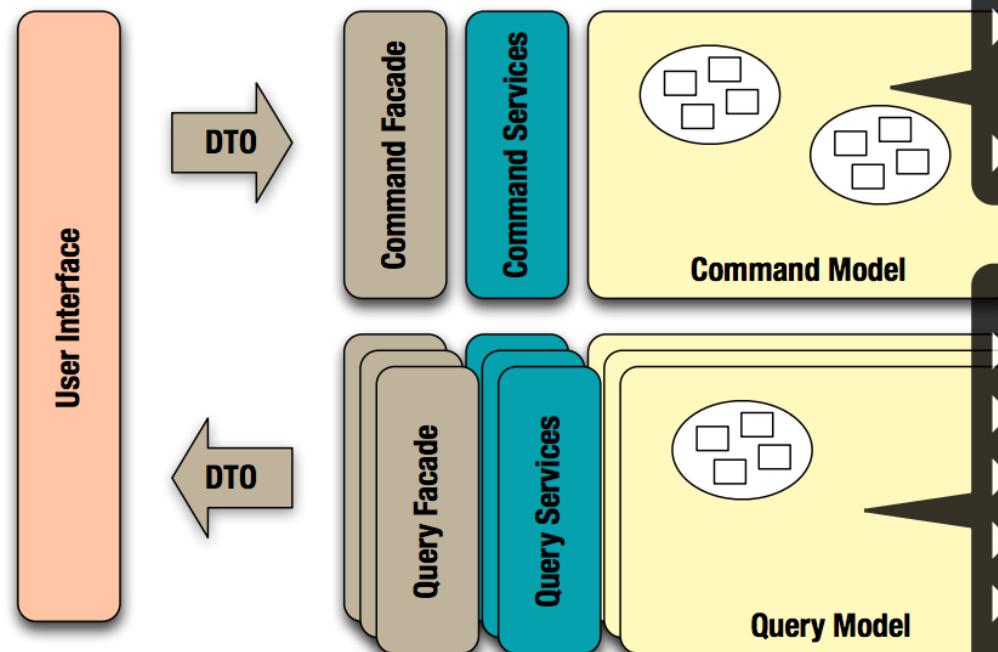 User Interface
DTO
Command Facade
Command Services
Command Model
DTO
Query Facade
Query Services
Query Model